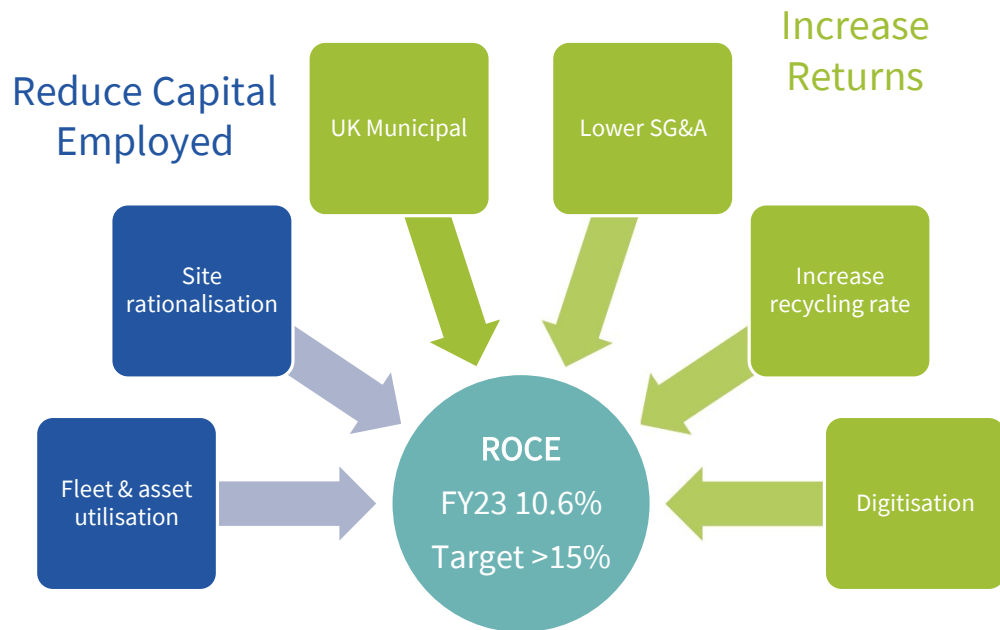 Increase
Returns
Reduce Capital
Employed
UK Municipal
Lower SG&A
Site
rationalisation
Increase
recycling rate
Fleet & asset
utilisation
ROCE
FY23 10.6%
Target >15%
Digitisation